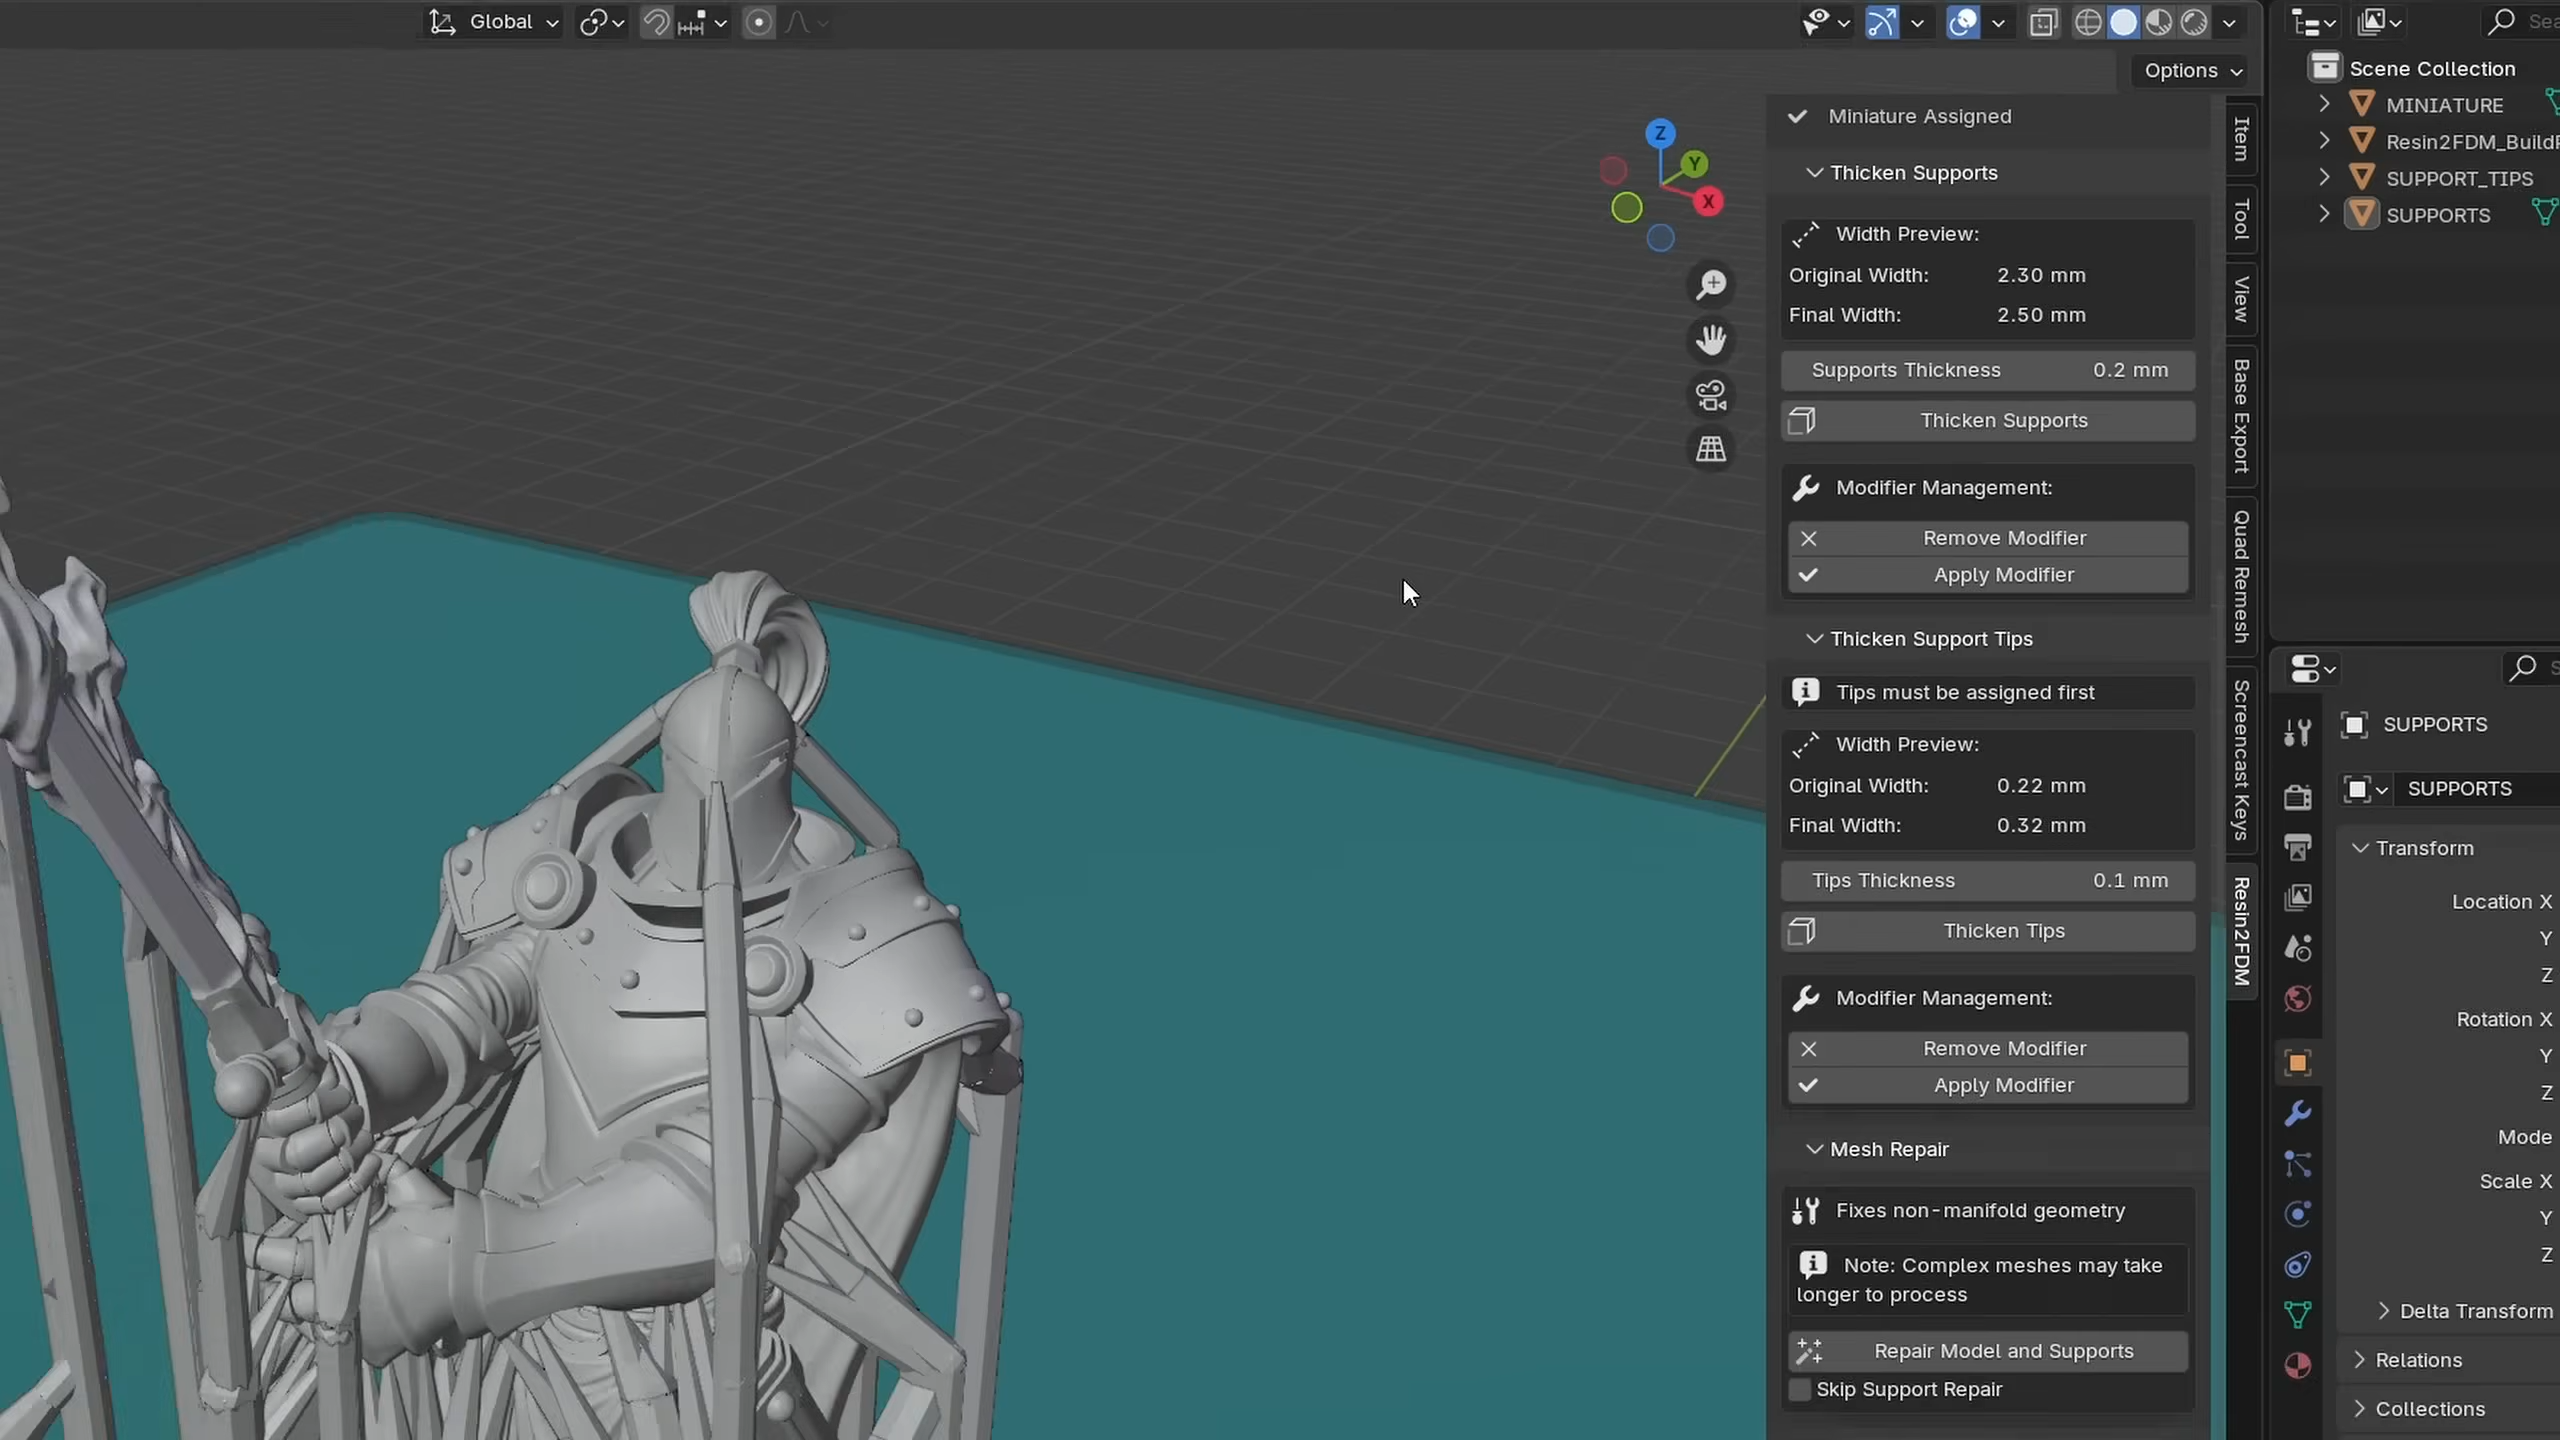 Global
Options
Miniature Assigned
Thicken Supports
Width Preview:
Original Width: 2.30 mm
Final Width: 2.50 mm
Supports Thickness 0.2 mm
Thicken Supports
Modifier Management:
Remove Modifier
Apply Modifier
Thicken Support Tips
Tips must be assigned first
Width Preview:
Original Width: 0.22 mm
Final Width: 0.32 mm
Tips Thickness 0.1 mm
Thicken Tips
Modifier Management:
Remove Modifier
Apply Modifier
Mesh Repair
Fixes non-manifold geometry
Note: Complex meshes may take
longer to process
Repair Model and Supports
Skip Support Repair
Z
Y
X
Item
Tool
View
Base Export
Quad Remesh
Screencast Keys
Resin2FDM
Sea
Scene Collection
MINIATURE
Resin2FDM_Build
SUPPORT_TIPS
SUPPORTS
S
SUPPORTS
SUPPORTS
Transform
Location X
Y
Z
Rotation X
Y
Z
Mode
Scale X
Y
Z
Delta Transform
Relations
Collections